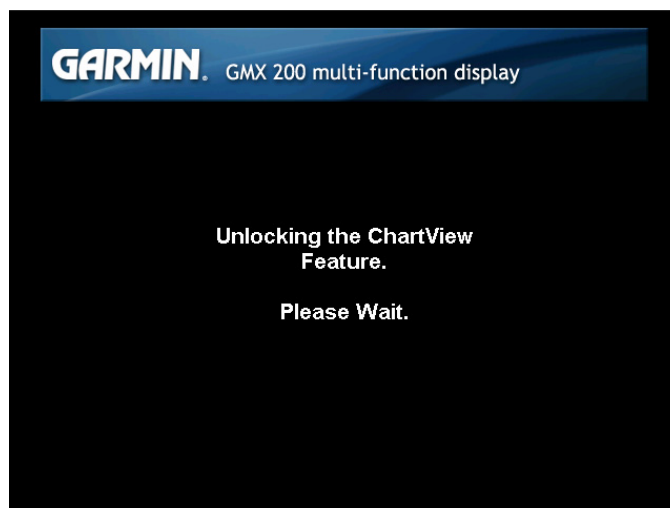 GARMIN. GMX 200 multi-function display
Unlocking the ChartView
Feature.
Please Wait.